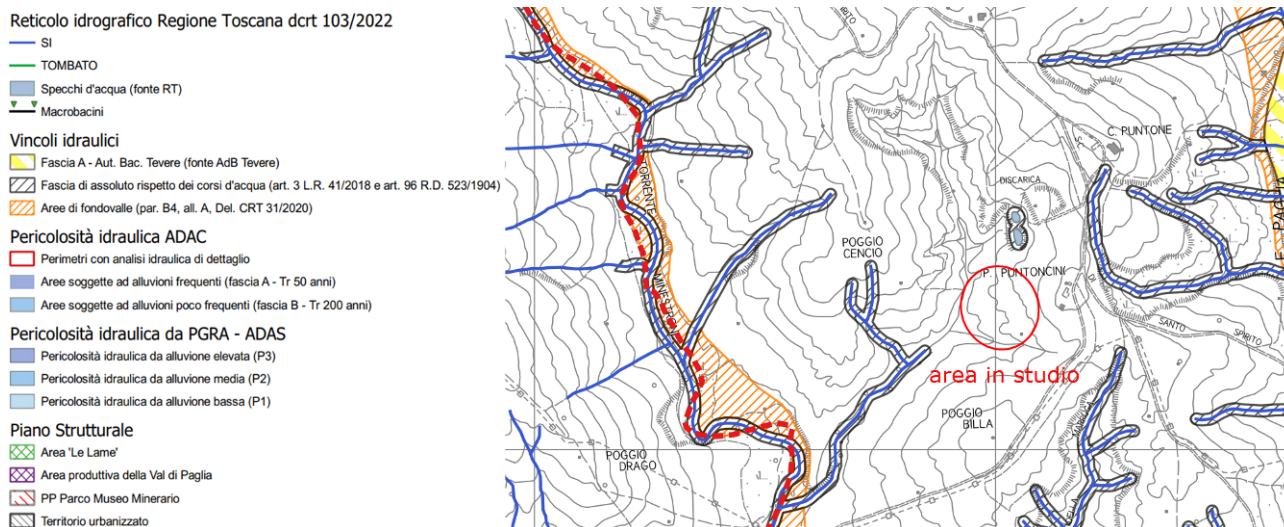 Reticolo idrografico Regione Toscana dcrt 103/2022
SI
TOMBATO
Specchi d'acqua (fonte RT)
Macrobacini
Vincoli idraulici
Fascia A - Aut. Bac. Tevere (fonte AdB Tevere)
Fascia di assoluto rispetto dei corsi d'acqua (art. 3 L.R. 41/2018 e art. 96 R.D. 523/1904)
Aree di fondovalle (par. B4, all. A, Del. CRT 31/2020)
Pericolosità idraulica ADAC
Perimetri con analisi idraulica di dettaglio
Aree soggette ad alluvioni frequenti (fascia A - Tr 50 anni)
Aree soggette ad alluvioni poco frequenti (fascia B - Tr 200 anni)
Pericolosità idraulica da PGRA - ADAS
Pericolosità idraulica da alluvione elevata (P3)
Pericolosità idraulica da alluvione media (P2)
Pericolosità idraulica da alluvione bassa (P1)
Piano Strutturale
Area 'Le Lame'
Area produttiva della Val di Paglia
PP Parco Museo Minerario
Territorio urbanizzato
SPIRITO
C. PUNTONE
TORRENTE
DISCARICA
PAGLIA
POGGIO
CENCIO
P. PUNTONCINI
MINESTRONE
DI
SANTO
SPIRITO
area in studio
POGGIO
BILLA
POGGIO
DRAGO